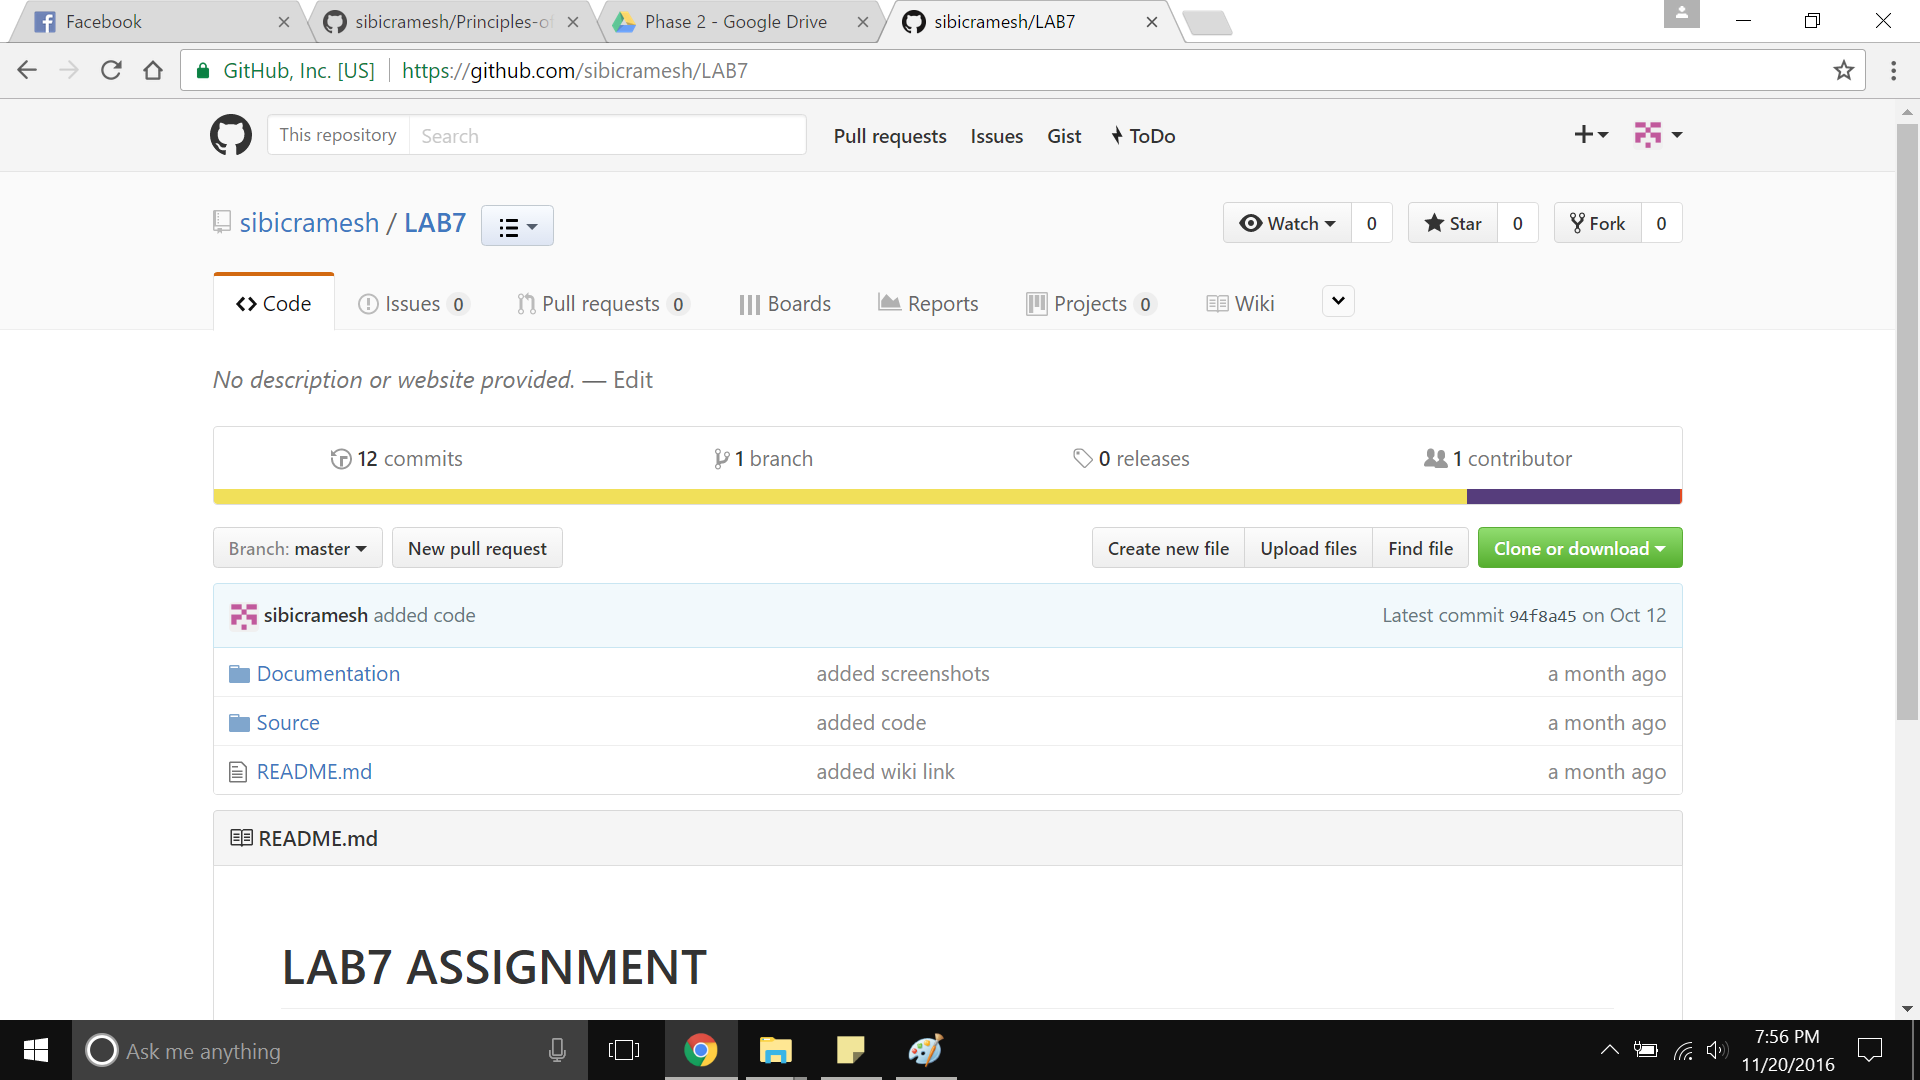 Facebook
sibicramesh/Principles-o
Phase 2 - Google Drive
sibicramesh/LAB7
GitHub, Inc. [US]
https://github.com/sibicramesh/LAB7
This repository
Search
Pull requests
Issues
Gist
ToDo
sibicramesh / LAB7
Watch 0
Star 0
Fork 0
Code
Issues 0
Pull requests 0
Boards
Reports
Projects 0
Wiki
No description or website provided. — Edit
12 commits
1 branch
0 releases
1 contributor
Branch: master
New pull request
Create new file
Upload files
Find file
Clone or download
sibicramesh added code
Latest commit 94f8a45 on Oct 12
Documentation
added screenshots
a month ago
Source
added code
a month ago
README.md
added wiki link
a month ago
README.md
LAB7 ASSIGNMENT
Ask me anything
7:56 PM
11/20/2016